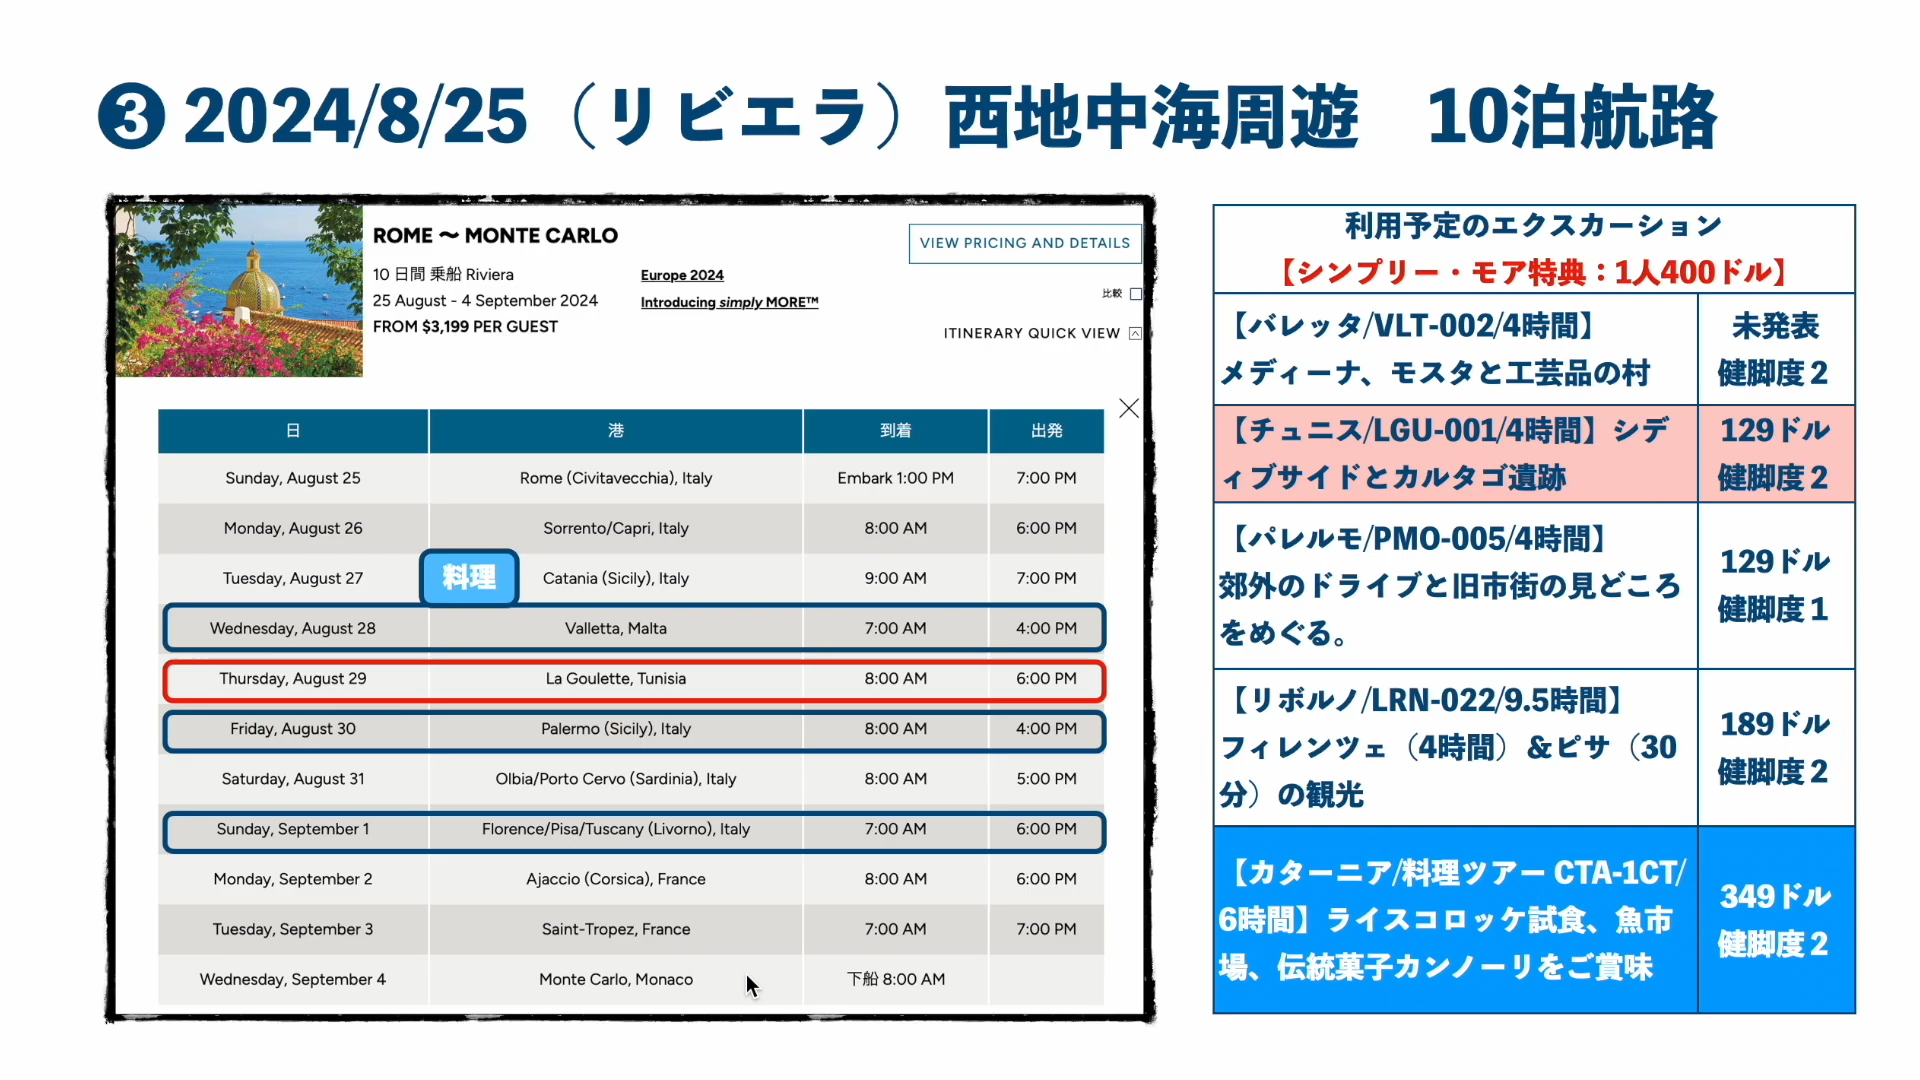 ❸ 2024/8/25（リビエラ）西地中海周遊　10泊航路
ROME 〜 MONTE CARLO
VIEW PRICING AND DETAILS
10 日間 乗船 Riviera
Europe 2024
25 August - 4 September 2024
Introducing simply MORE™
比較
FROM $3,199 PER GUEST
ITINERARY QUICK VIEW
日 港 到着 出発
Sunday, August 25 Rome (Civitavecchia), Italy Embark 1:00 PM 7:00 PM
Monday, August 26 Sorrento/Capri, Italy 8:00 AM 6:00 PM
Tuesday, August 27 料理 Catania (Sicily), Italy 9:00 AM 7:00 PM
Wednesday, August 28 Valletta, Malta 7:00 AM 4:00 PM
Thursday, August 29 La Goulette, Tunisia 8:00 AM 6:00 PM
Friday, August 30 Palermo (Sicily), Italy 8:00 AM 4:00 PM
Saturday, August 31 Olbia/Porto Cervo (Sardinia), Italy 8:00 AM 5:00 PM
Sunday, September 1 Florence/Pisa/Tuscany (Livorno), Italy 7:00 AM 6:00 PM
Monday, September 2 Ajaccio (Corsica), France 8:00 AM 6:00 PM
Tuesday, September 3 Saint-Tropez, France 7:00 AM 7:00 PM
Wednesday, September 4 Monte Carlo, Monaco 下船 8:00 AM
利用予定のエクスカーション
【シンプリー・モア特典：1人400ドル】
【バレッタ/VLT-002/4時間】
メディーナ、モスタと工芸品の村
未発表
健脚度２
【チュニス/LGU-001/4時間】シデ
ィブサイドとカルタゴ遺跡
129ドル
健脚度２
【パレルモ/PMO-005/4時間】
郊外のドライブと旧市街の見どころ
をめぐる。
129ドル
健脚度１
【リボルノ/LRN-022/9.5時間】
フィレンツェ（4時間）＆ピサ（30
分）の観光
189ドル
健脚度２
【カターニア/料理ツアー CTA-1CT/
6時間】ライスコロッケ試食、魚市
場、伝統菓子カンノーリをご賞味
349ドル
健脚度２